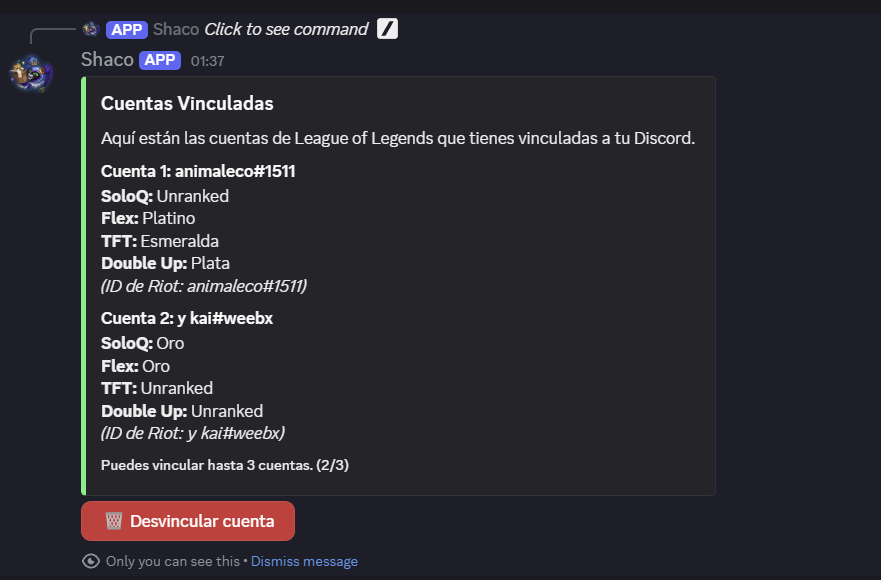 APP Shaco Click to see command
Shaco APP 01:37
Cuentas Vinculadas
Aquí están las cuentas de League of Legends que tienes vinculadas a tu Discord.
Cuenta 1: animaleco#1511
SoloQ: Unranked
Flex: Platino
TFT: Esmeralda
Double Up: Plata
(ID de Riot: animaleco#1511)
Cuenta 2: y kai#weebx
SoloQ: Oro
Flex: Oro
TFT: Unranked
Double Up: Unranked
(ID de Riot: y kai#weebx)
Puedes vincular hasta 3 cuentas. (2/3)
Desvincular cuenta
Only you can see this • Dismiss message